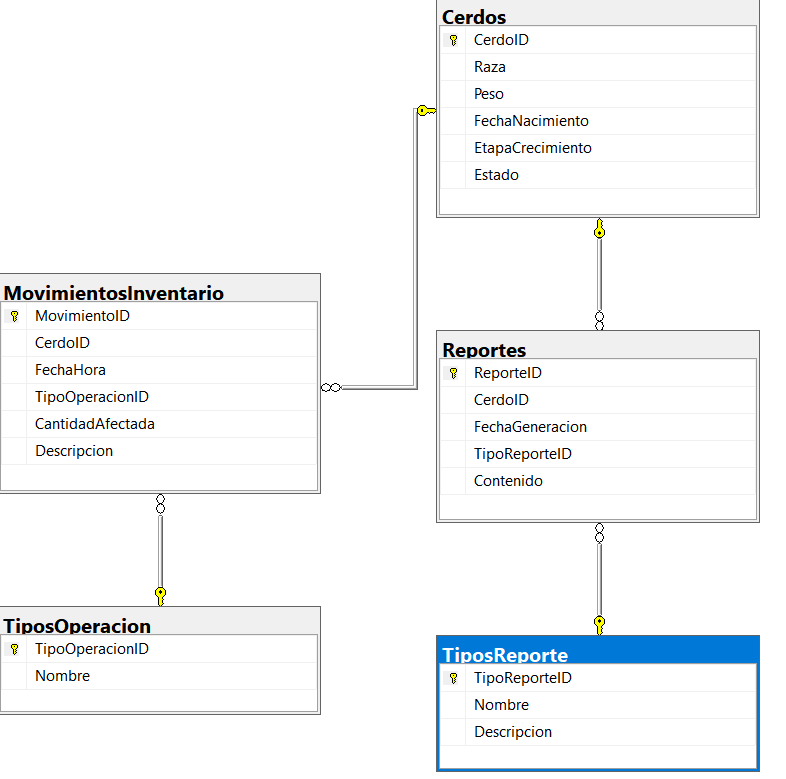 Cerdos
CerdoID
Raza
Peso
FechaNacimiento
EtapaCrecimiento
Estado
MovimientosInventario
MovimientoID
CerdoID
FechaHora
TipoOperacionID
CantidadAfectada
Descripcion
Reportes
ReporteID
CerdoID
FechaGeneracion
TipoReporteID
Contenido
TiposOperacion
TipoOperacionID
Nombre
TiposReporte
TipoReporteID
Nombre
Descripcion